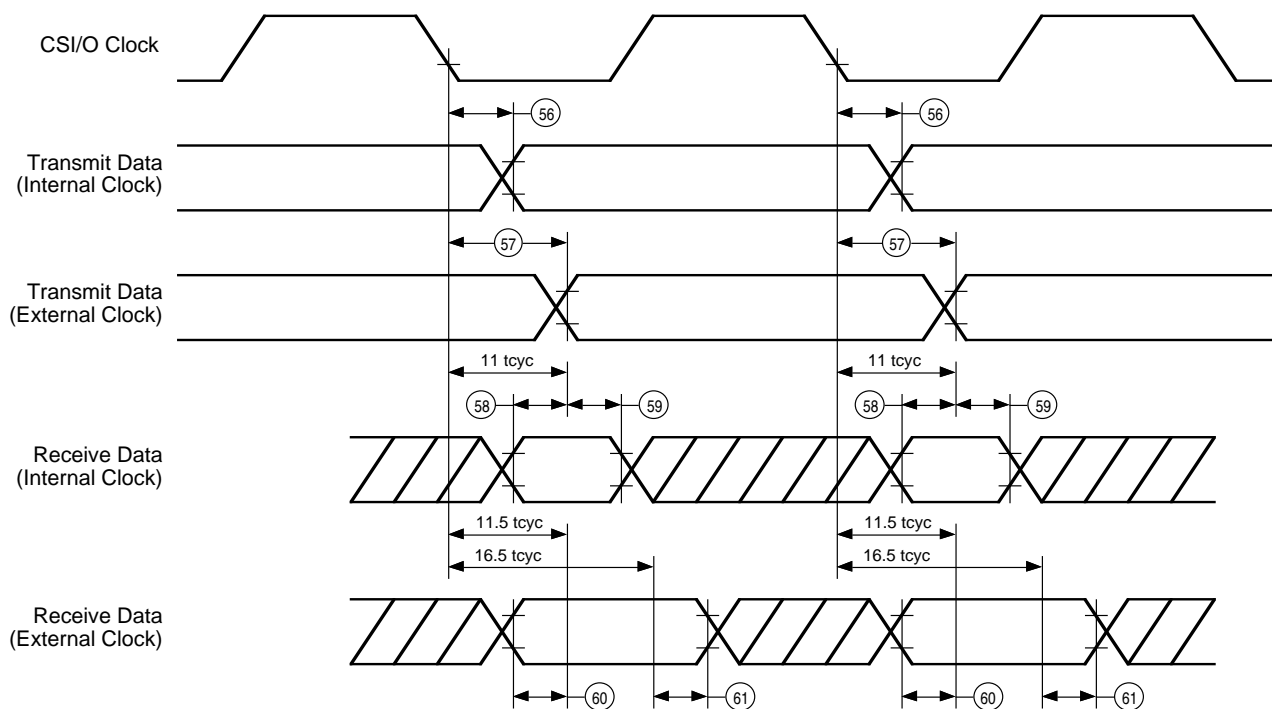 CSI/O Clock
56
56
Transmit Data
(Internal Clock)
57
57
Transmit Data
(External Clock)
11 tcyc
11 tcyc
58
59
58
59
Receive Data
(Internal Clock)
11.5 tcyc
11.5 tcyc
16.5 tcyc
16.5 tcyc
Receive Data
(External Clock)
60
61
60
61